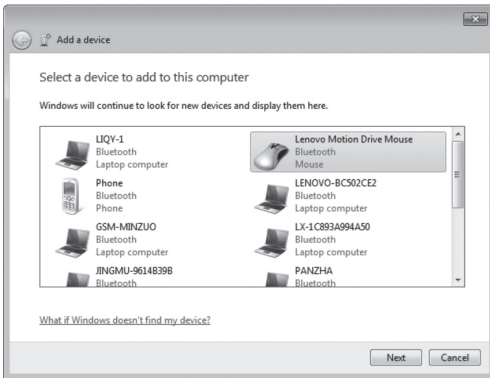 Add a device
Select a device to add to this computer
Windows will continue to look for new devices and display them here.
LIQY-1
Bluetooth
Laptop computer
Lenovo Motion Drive Mouse
Bluetooth
Mouse
Phone
Bluetooth
Phone
LENOVO-BC502CE2
Bluetooth
Laptop computer
GSM-MINZUO
Bluetooth
Laptop computer
LX-1C893A994A50
Bluetooth
Laptop computer
JINGMU-9614B39B
Bluetooth
PANZHA
Bluetooth
What if Windows doesn't find my device?
Next
Cancel